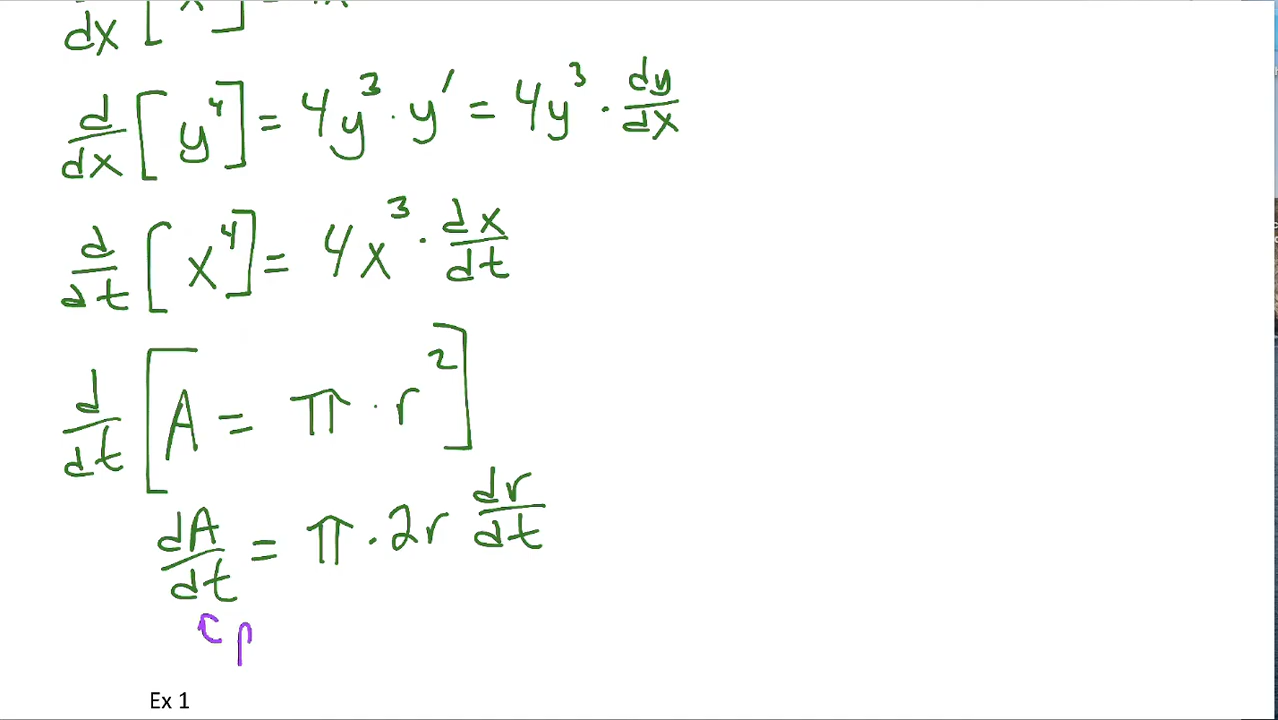 d/dx [x
d/dx [y⁴] = 4y³ · y' = 4y³ · dy/dx
d/dt [x⁴] = 4x³ · dx/dt
d/dt [A = π · r²]
dA/dt = π · 2r dr/dt
Ex 1